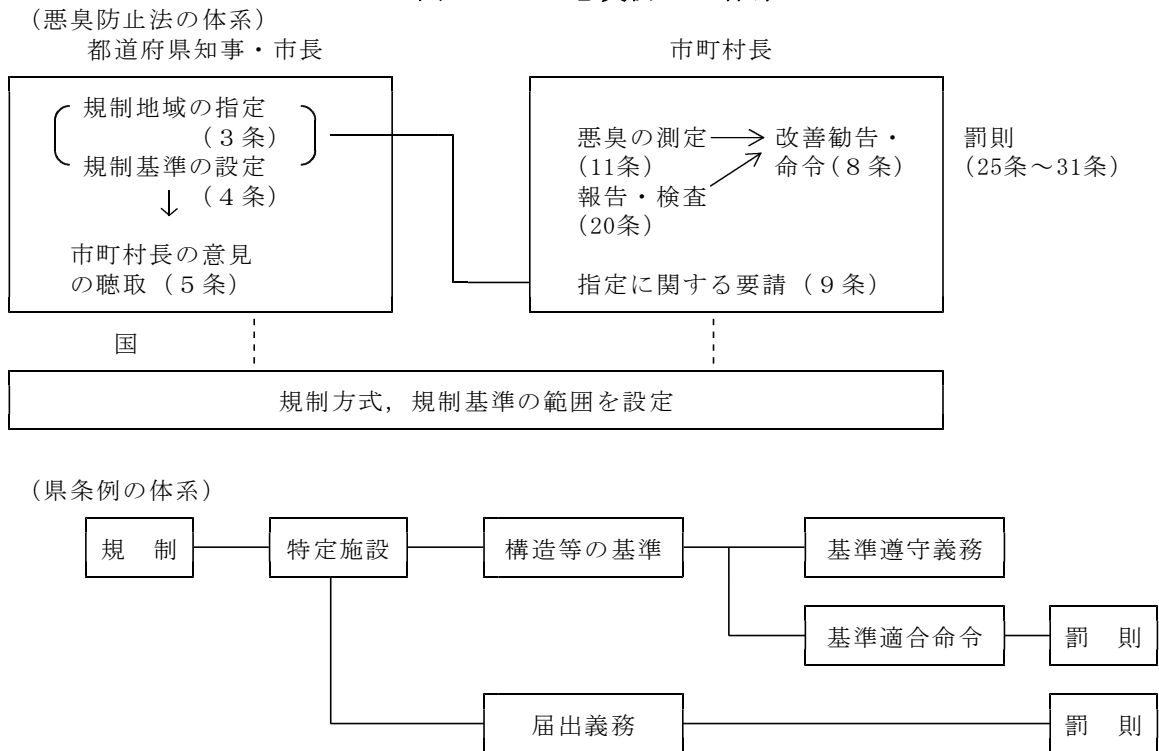 （悪臭防止法の体系）
都道府県知事・市長
規制地域の指定
（３条）
規制基準の設定
（４条）
市町村長の意見
の聴取（５条）
市町村長
悪臭の測定
(11条)
報告・検査
(20条)
改善勧告・
命令(８条)
指定に関する要請（９条）
罰則
(25条～31条)
国
規制方式，規制基準の範囲を設定
（県条例の体系）
規　制
特定施設
構造等の基準
基準遵守義務
基準適合命令
罰　則
届出義務
罰　則